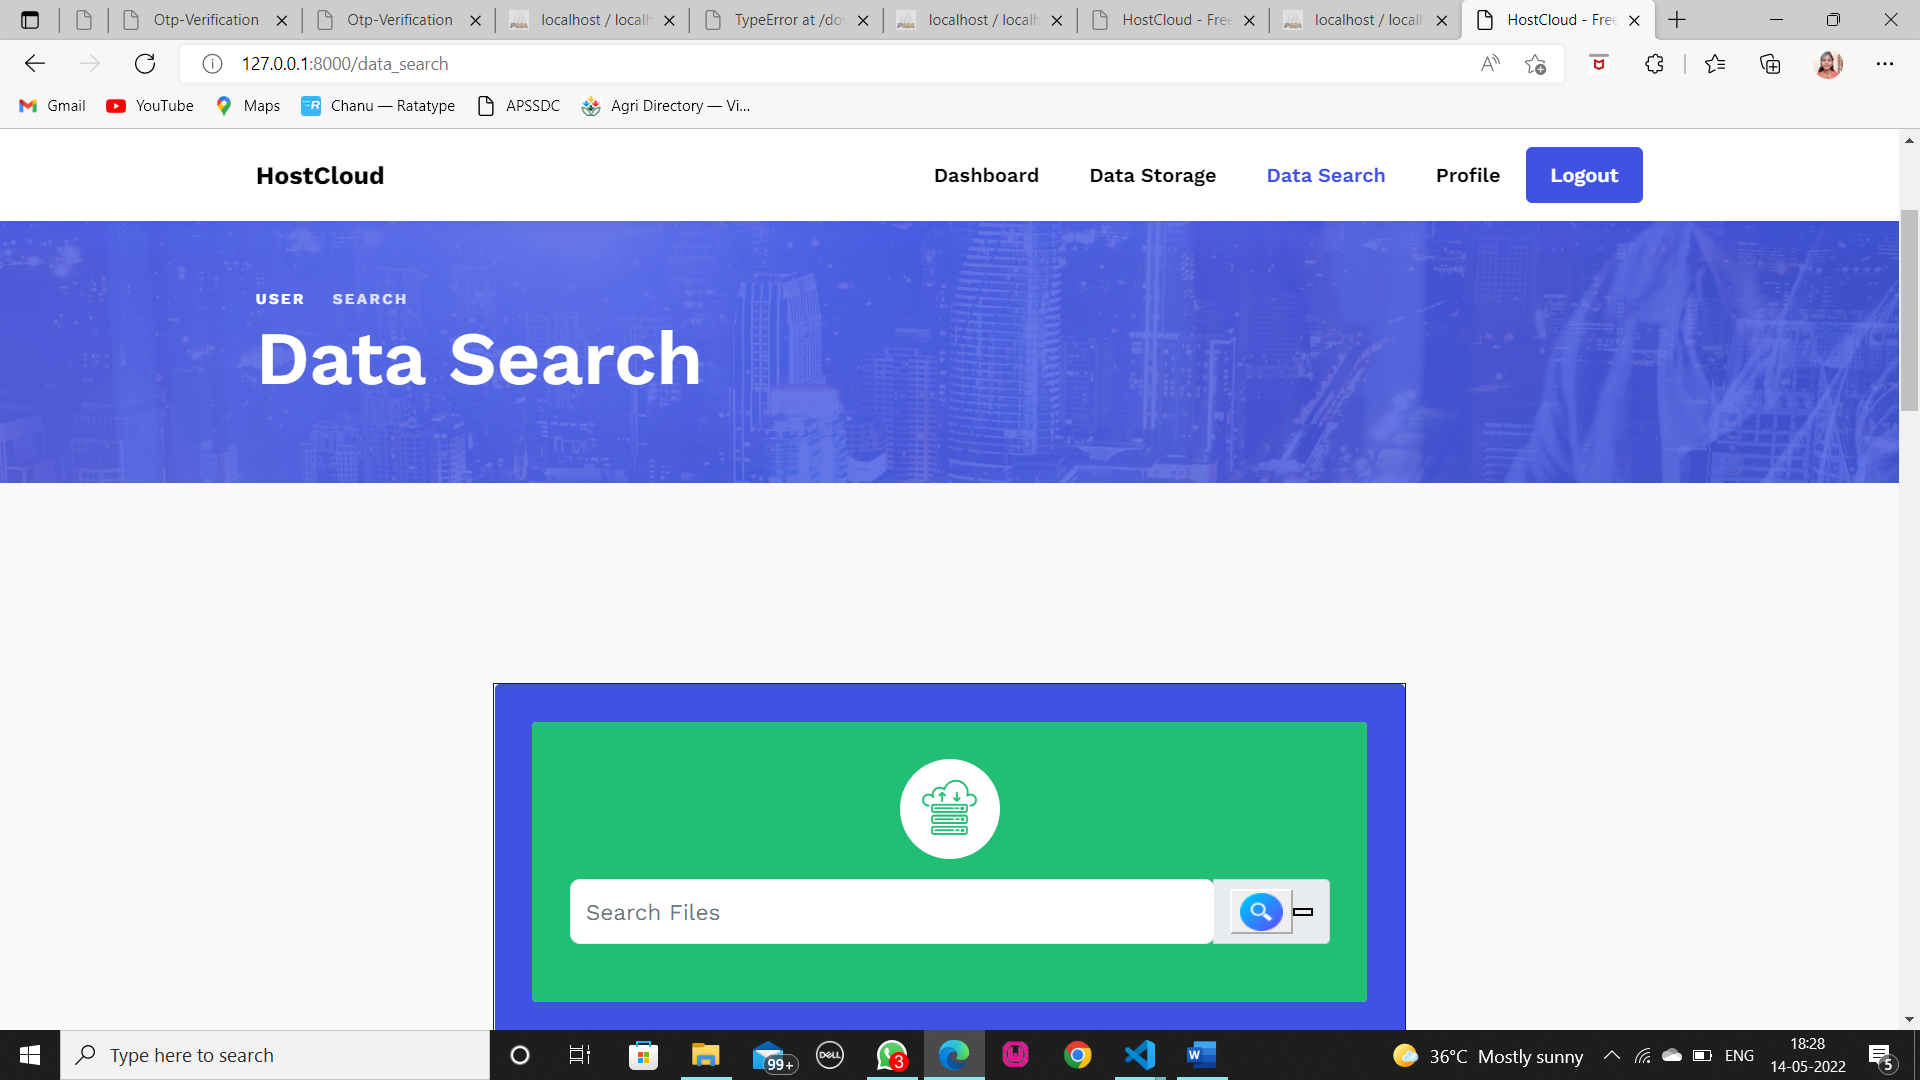 Otp-Verification
Otp-Verification
localhost / localh
TypeError at /dov
localhost / localh
HostCloud - Free
localhost / localh
HostCloud - Free
127.0.0.1:8000/data_search
Gmail
YouTube
Maps
Chanu — Ratatype
APSSDC
Agri Directory — Vi...
HostCloud
Dashboard
Data Storage
Data Search
Profile
Logout
USER SEARCH
Data Search
Search Files
Type here to search
99+
DELL
3
36°C Mostly sunny
ENG
18:28
14-05-2022
5